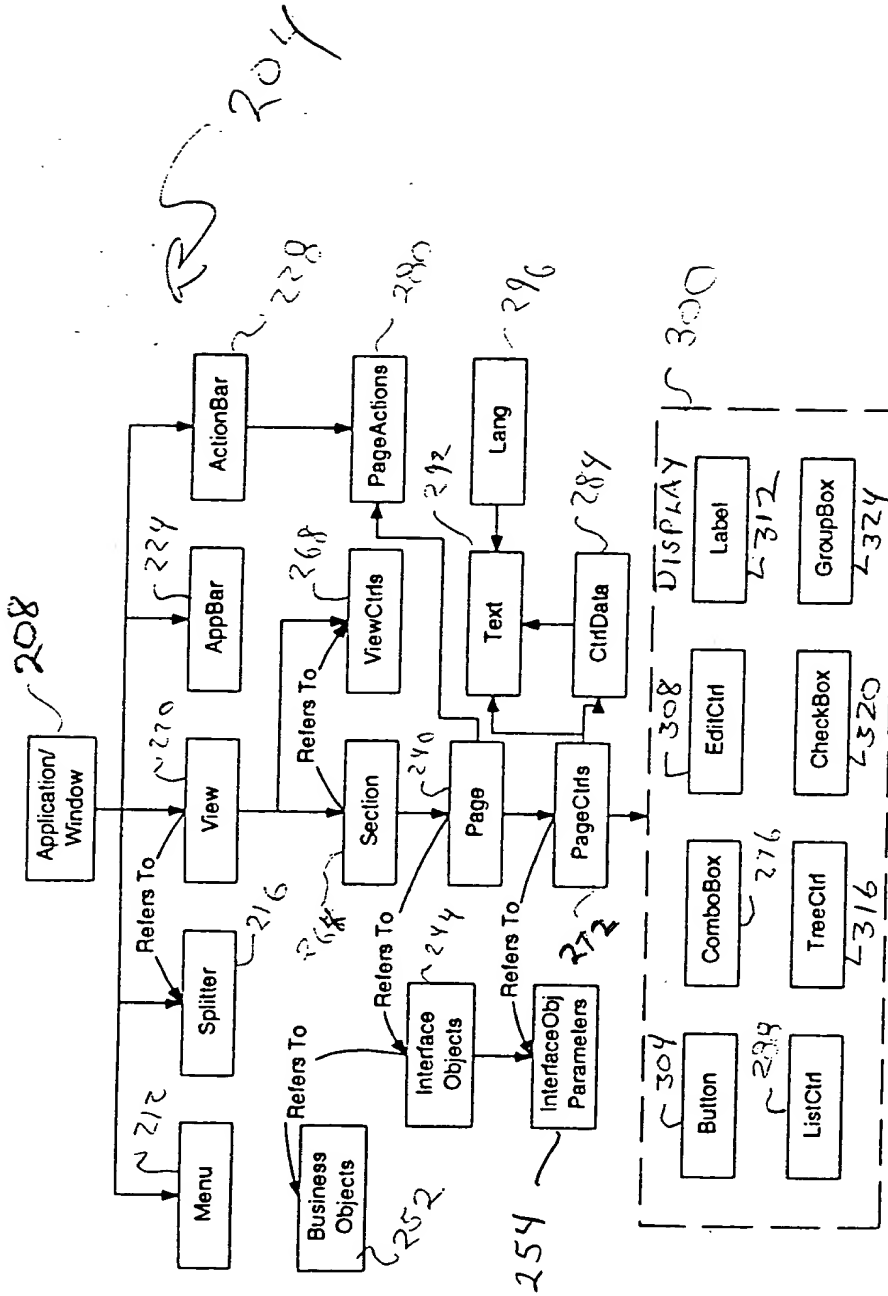 204
208
Application/
Window
212
216
220
224
228
Menu
Splitter
View
AppBar
ActionBar
Refers To
Refers To
268
280
252
Business
Objects
Refers To
Section
ViewCtrls
PageActions
244
240
292
296
Refers To
Interface
Objects
Page
Text
Lang
254
Refers To
272
284
InterfaceObj
Parameters
PageCtrls
CtrlData
300
304
308
DISPLAY
Button
ComboBox
EditCtrl
Label
288
276
312
ListCtrl
TreeCtrl
CheckBox
GroupBox
316
320
324